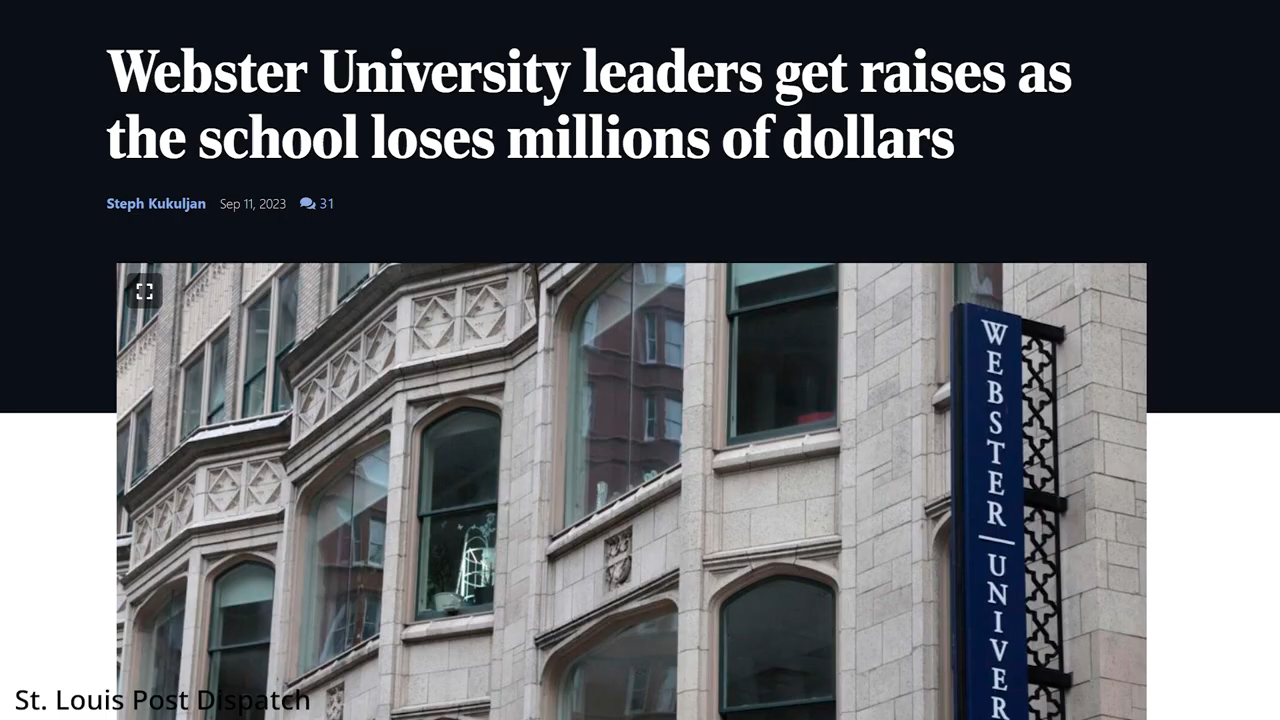 Webster University leaders get raises as
the school loses millions of dollars
Steph Kukuljan Sep 11, 2023 31
WEBSTER | UNIVER
St. Louis Post Dispatch